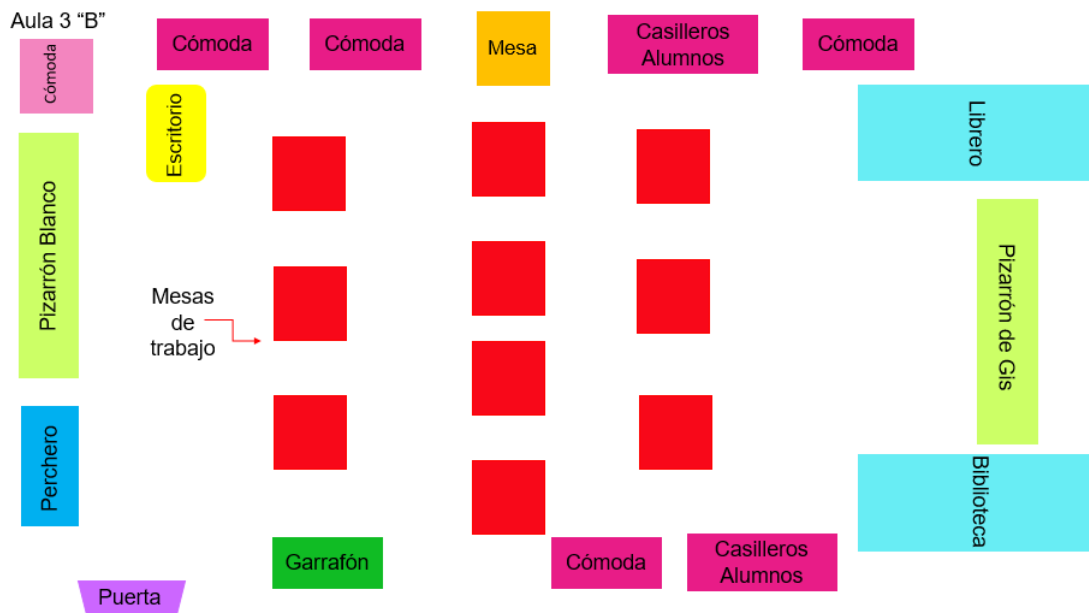 Aula 3 “B”
Cómoda
Cómoda
Cómoda
Mesa
Casilleros
Alumnos
Cómoda
Escritorio
Librero
Pizarrón Blanco
Mesas
de
trabajo
Pizarrón de Gis
Perchero
Biblioteca
Garrafón
Cómoda
Casilleros
Alumnos
Puerta